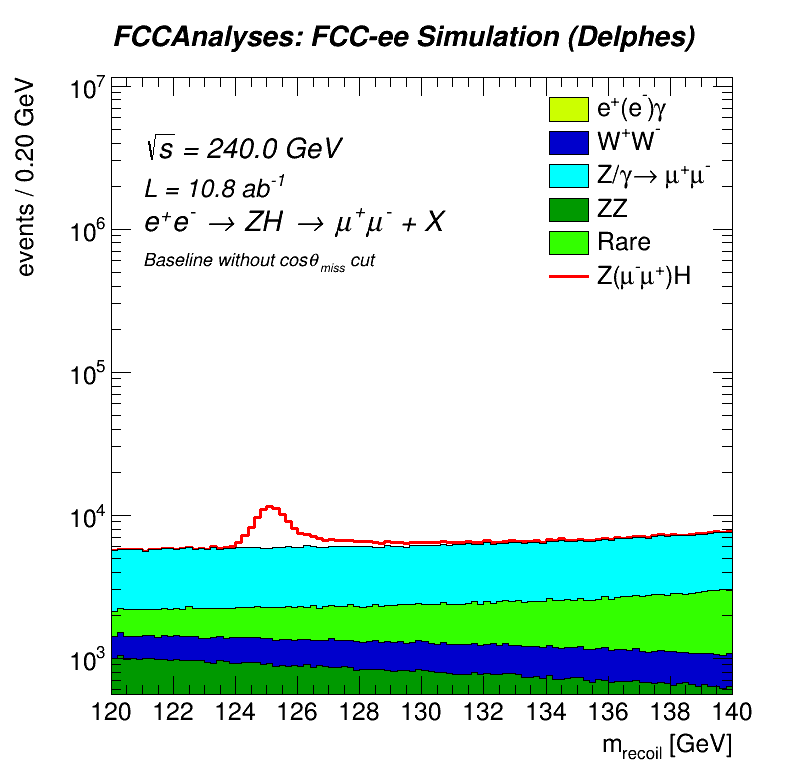 FCCAnalyses: FCC-ee Simulation (Delphes)
events / 0.20 GeV
10⁷
10⁶
10⁵
10⁴
10³
√s = 240.0 GeV
L = 10.8 ab⁻¹
e⁺e⁻ → ZH → μ⁺μ⁻ + X
Baseline without cosθ_miss cut
e⁺(e⁻)γ
W⁺W⁻
Z/γ→ μ⁺μ⁻
ZZ
Rare
Z(μ⁻μ⁺)H
120 122 124 126 128 130 132 134 136 138 140
m_recoil [GeV]